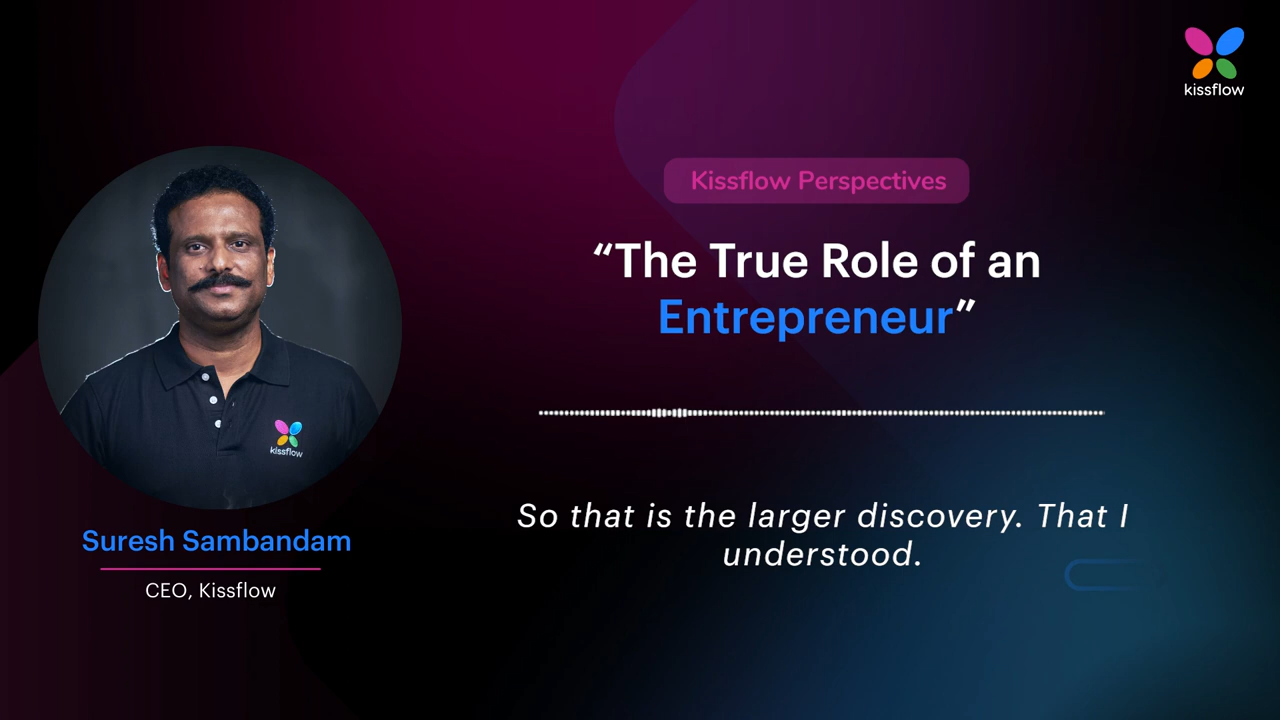 kissflow
Kissflow Perspectives
“The True Role of an
Entrepreneur”
kissflow
So that is the larger discovery. That I
understood.
Suresh Sambandam
CEO, Kissflow